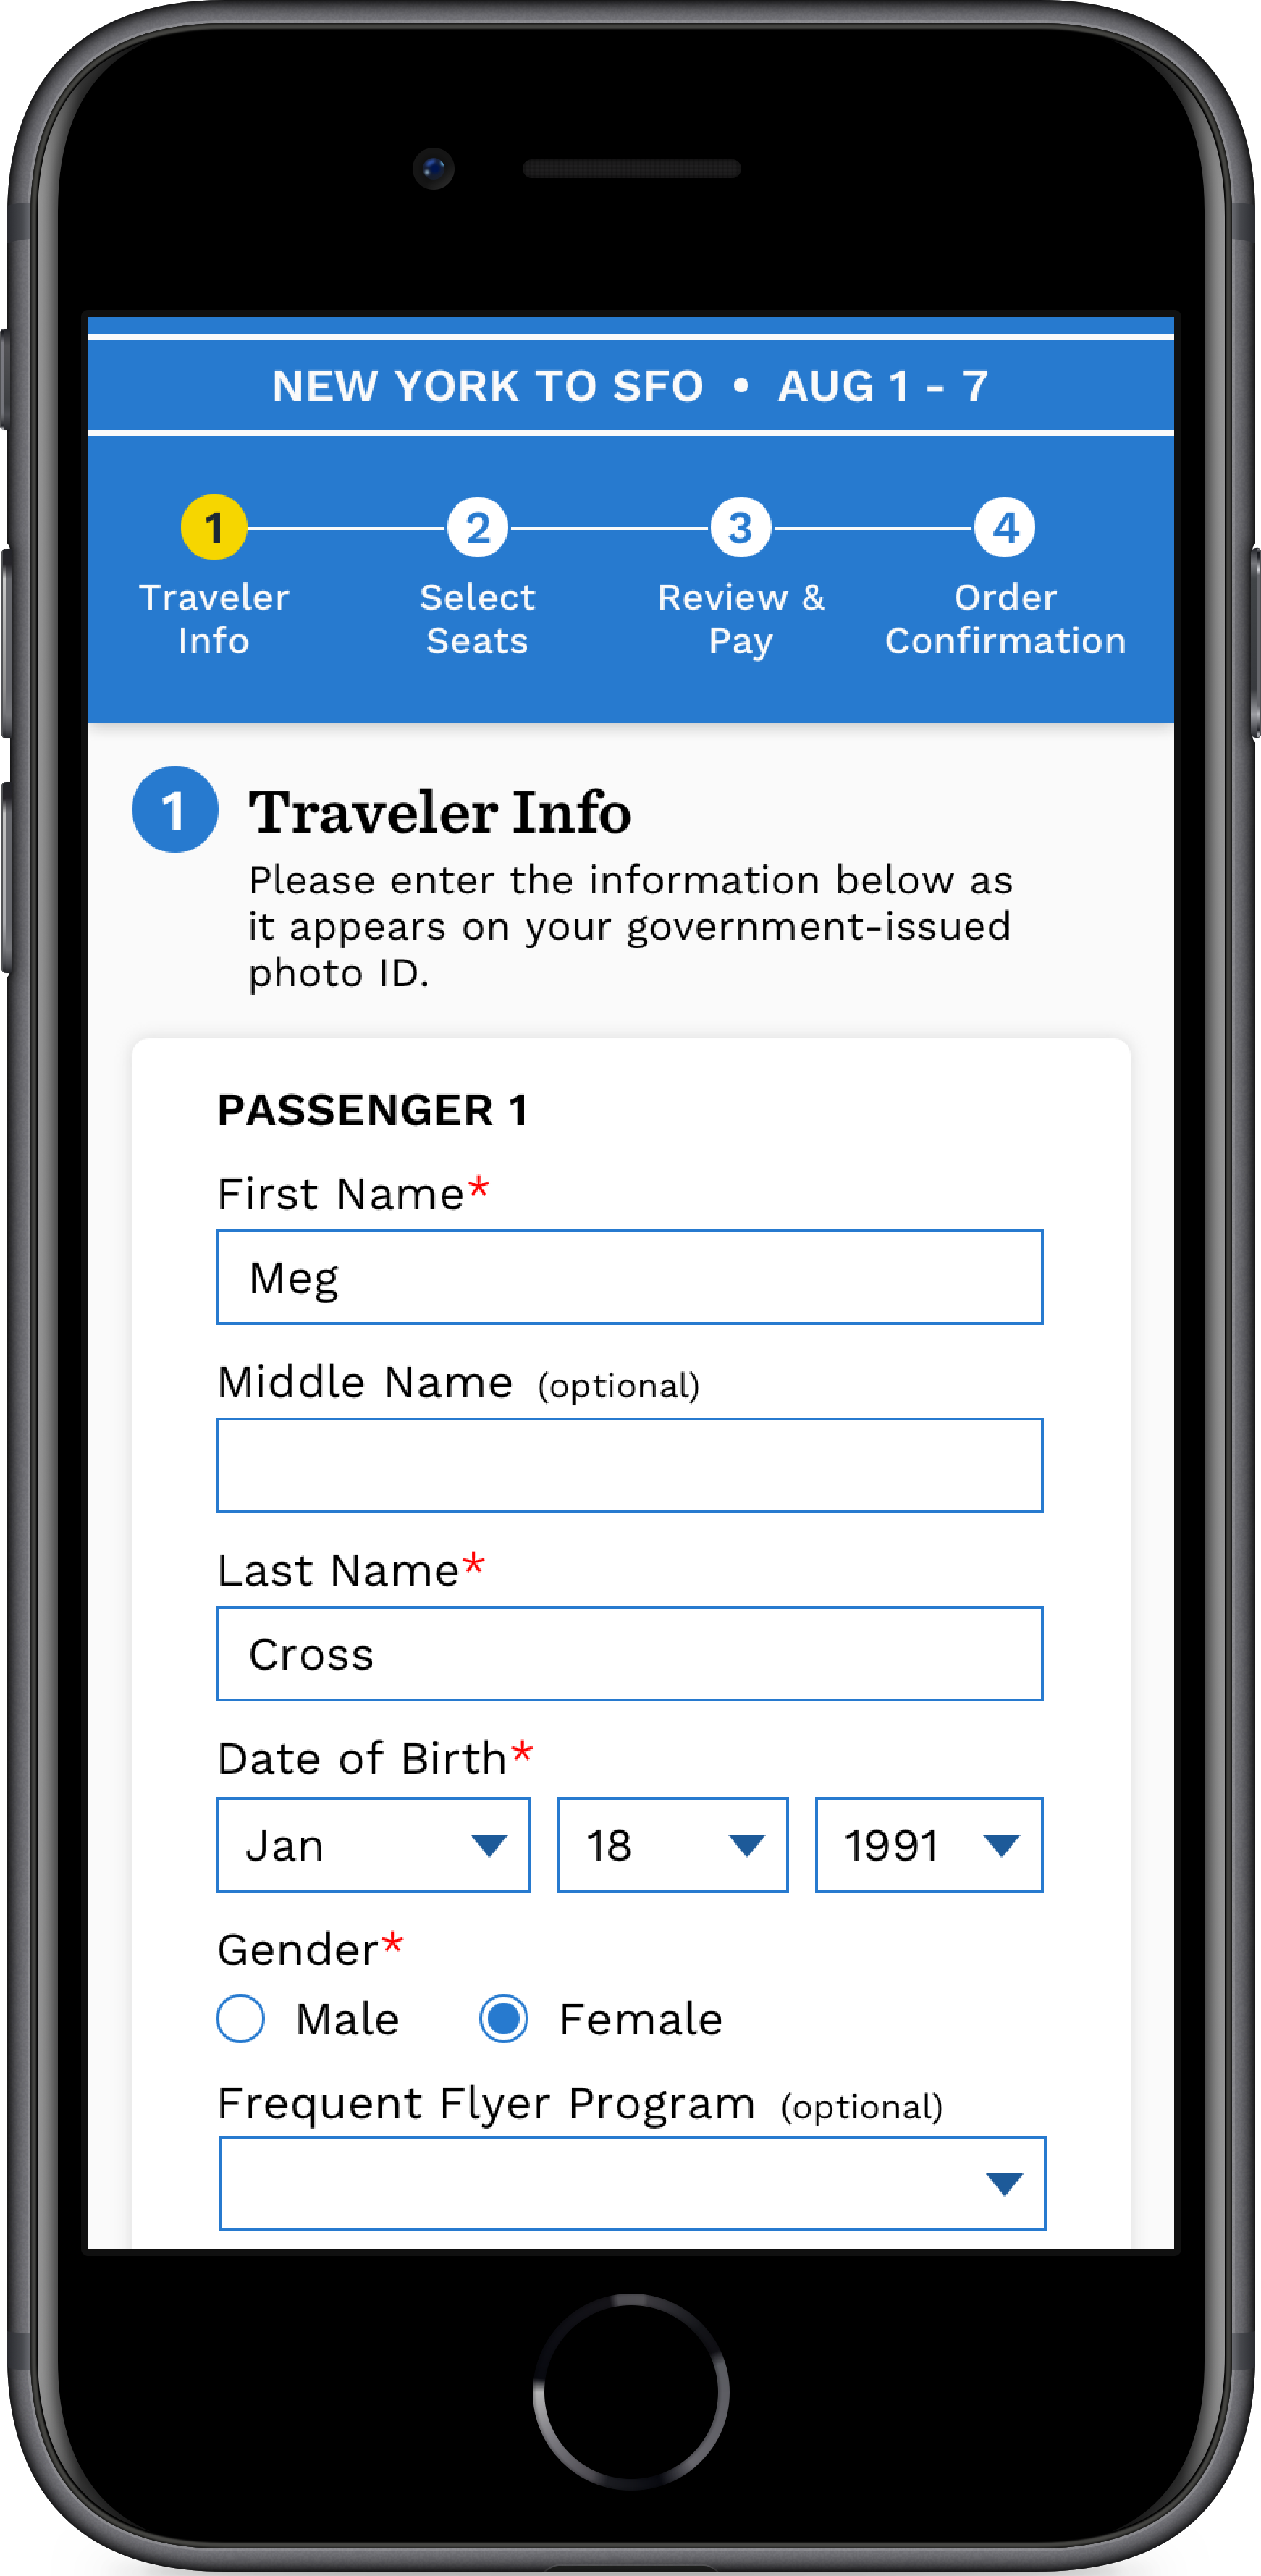 NEW YORK TO SFO • AUG 1 - 7
1 2 3 4
Traveler Select Review & Order
Info Seats Pay Confirmation
1 Traveler Info
Please enter the information below as
it appears on your government-issued
photo ID.
PASSENGER 1
First Name*
Meg
Middle Name (optional)
Last Name*
Cross
Date of Birth*
Jan 18 1991
Gender*
Male Female
Frequent Flyer Program (optional)